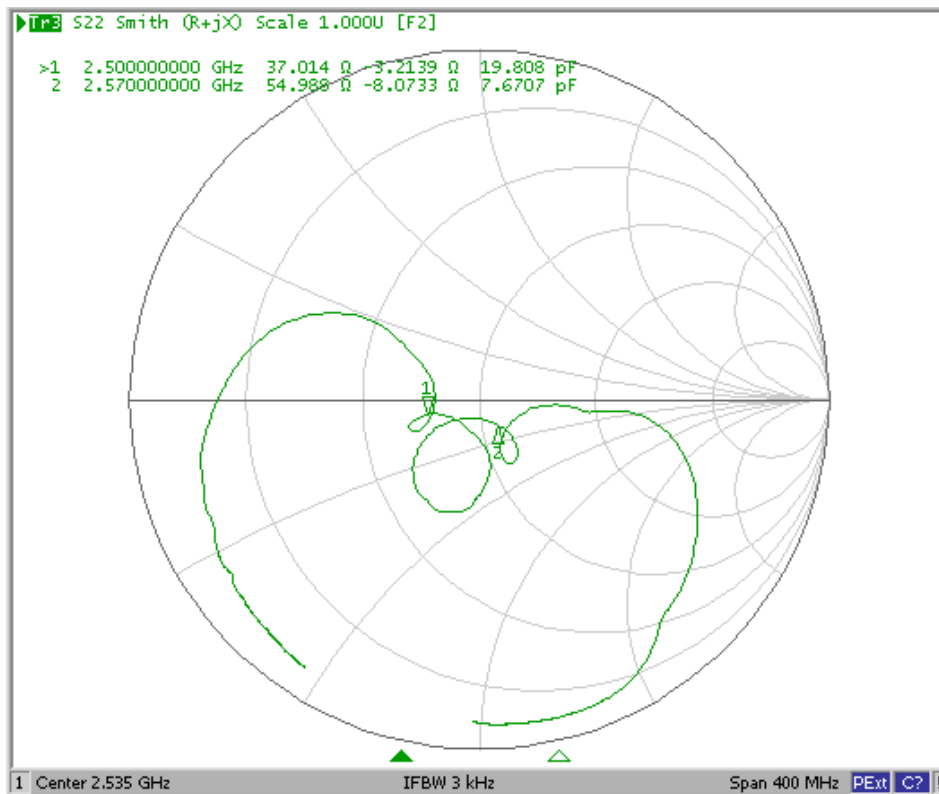 Tr3 S22 Smith (R+jX) Scale 1.000U [F2]
>1 2.500000000 GHz 37.014 Ω -3.2139 Ω 19.808 pF
2 2.570000000 GHz 54.988 Ω -8.0733 Ω 7.6707 pF
1
2
1 Center 2.535 GHz IFBW 3 kHz Span 400 MHz PExt C?